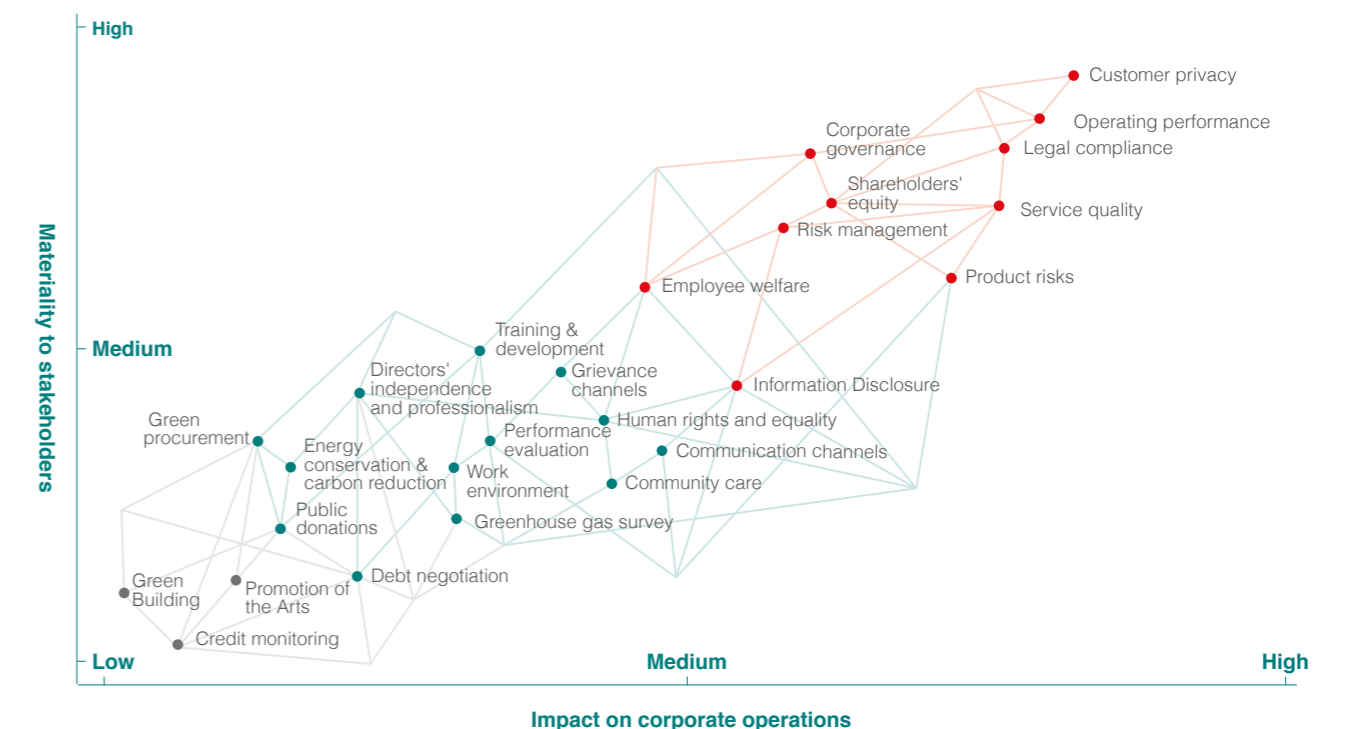 High
Customer privacy
Operating performance
Corporate
governance
Legal compliance
Shareholders'
equity
Service quality
Risk management
Product risks
Employee welfare
Materiality to stakeholders
Medium
Training &
development
Directors'
independence
and professionalism
Grievance
channels
Information Disclosure
Green
procurement
Human rights and equality
Performance
evaluation
Energy
conservation &
carbon reduction
Communication channels
Work
environment
Community care
Public
donations
Greenhouse gas survey
Green
Building
Promotion of
the Arts
Debt negotiation
Credit monitoring
Low
Medium
High
Impact on corporate operations